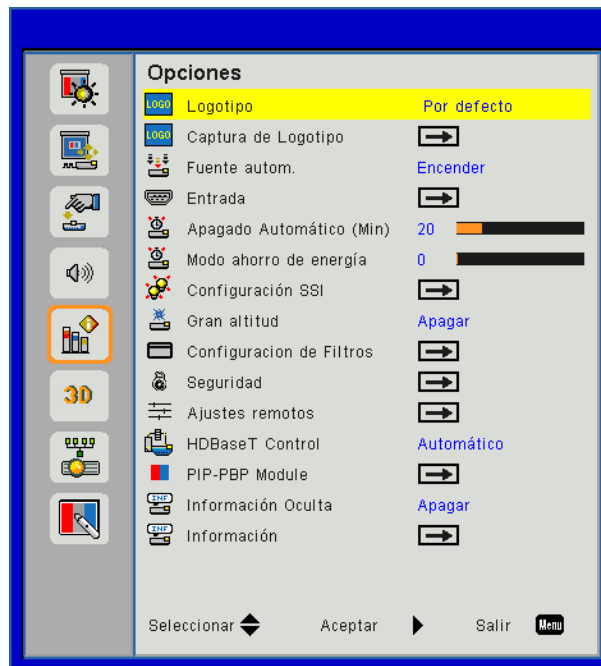 Opciones
LOGO Logotipo Por defecto
LOGO Captura de Logotipo
Fuente autom. Encender
Entrada
Apagado Automático (Min) 20
Modo ahorro de energía 0
Configuración SSI
Gran altitud Apagar
Configuracion de Filtros
3D Seguridad
Ajustes remotos
HDBaseT Control Automático
PIP-PBP Module
INF Información Oculta Apagar
INF Información
Seleccionar Aceptar Salir Menu